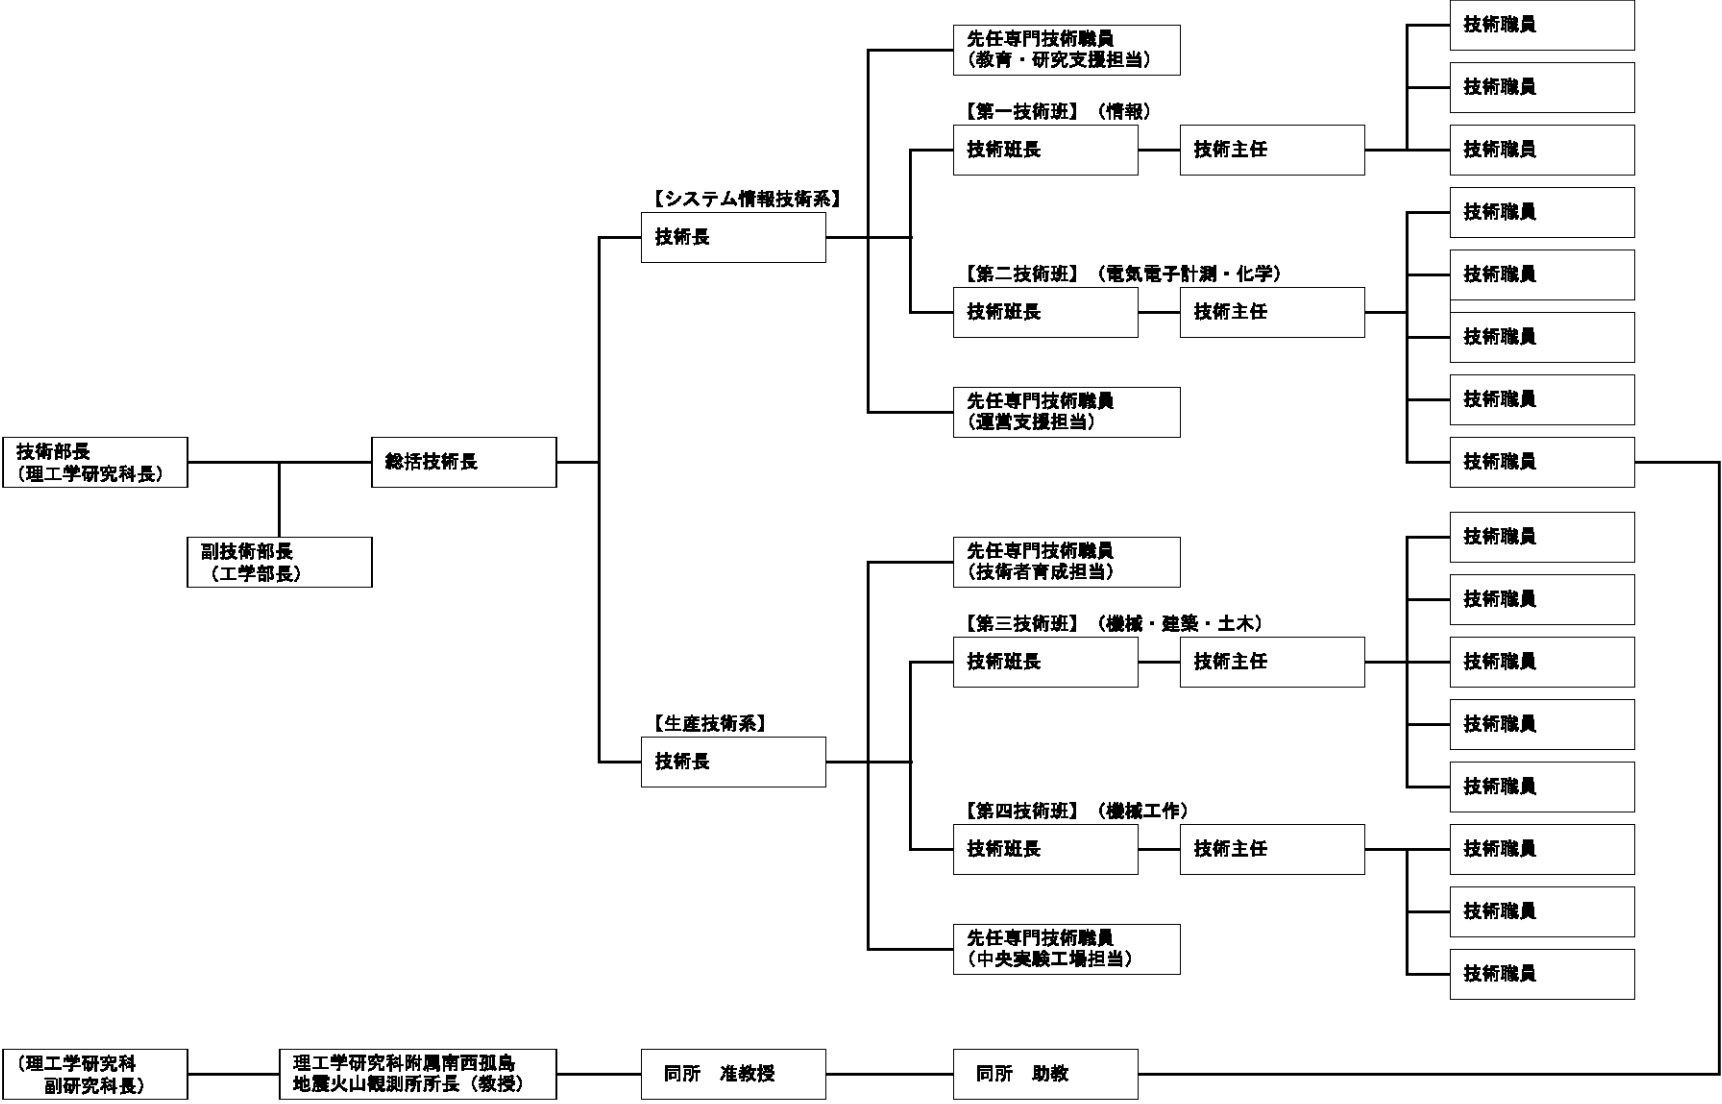 技術部長
（理工学研究科長）
副技術部長
（工学部長）
総括技術長
【システム情報技術系】
技術長
先任専門技術職員
（教育・研究支援担当）
【第一技術班】（情報）
技術班長
技術主任
技術職員
技術職員
技術職員
【第二技術班】（電気電子計測・化学）
技術班長
技術主任
技術職員
技術職員
技術職員
技術職員
技術職員
先任専門技術職員
（運営支援担当）
【生産技術系】
技術長
先任専門技術職員
（技術者育成担当）
【第三技術班】（機械・建築・土木）
技術班長
技術主任
技術職員
技術職員
技術職員
技術職員
技術職員
【第四技術班】（機械工作）
技術班長
技術主任
技術職員
技術職員
技術職員
先任専門技術職員
（中央実験工場担当）
（理工学研究科
副研究科長）
理工学研究科附属南西弧島
地震火山観測所所長（教授）
同所　准教授
同所　助教